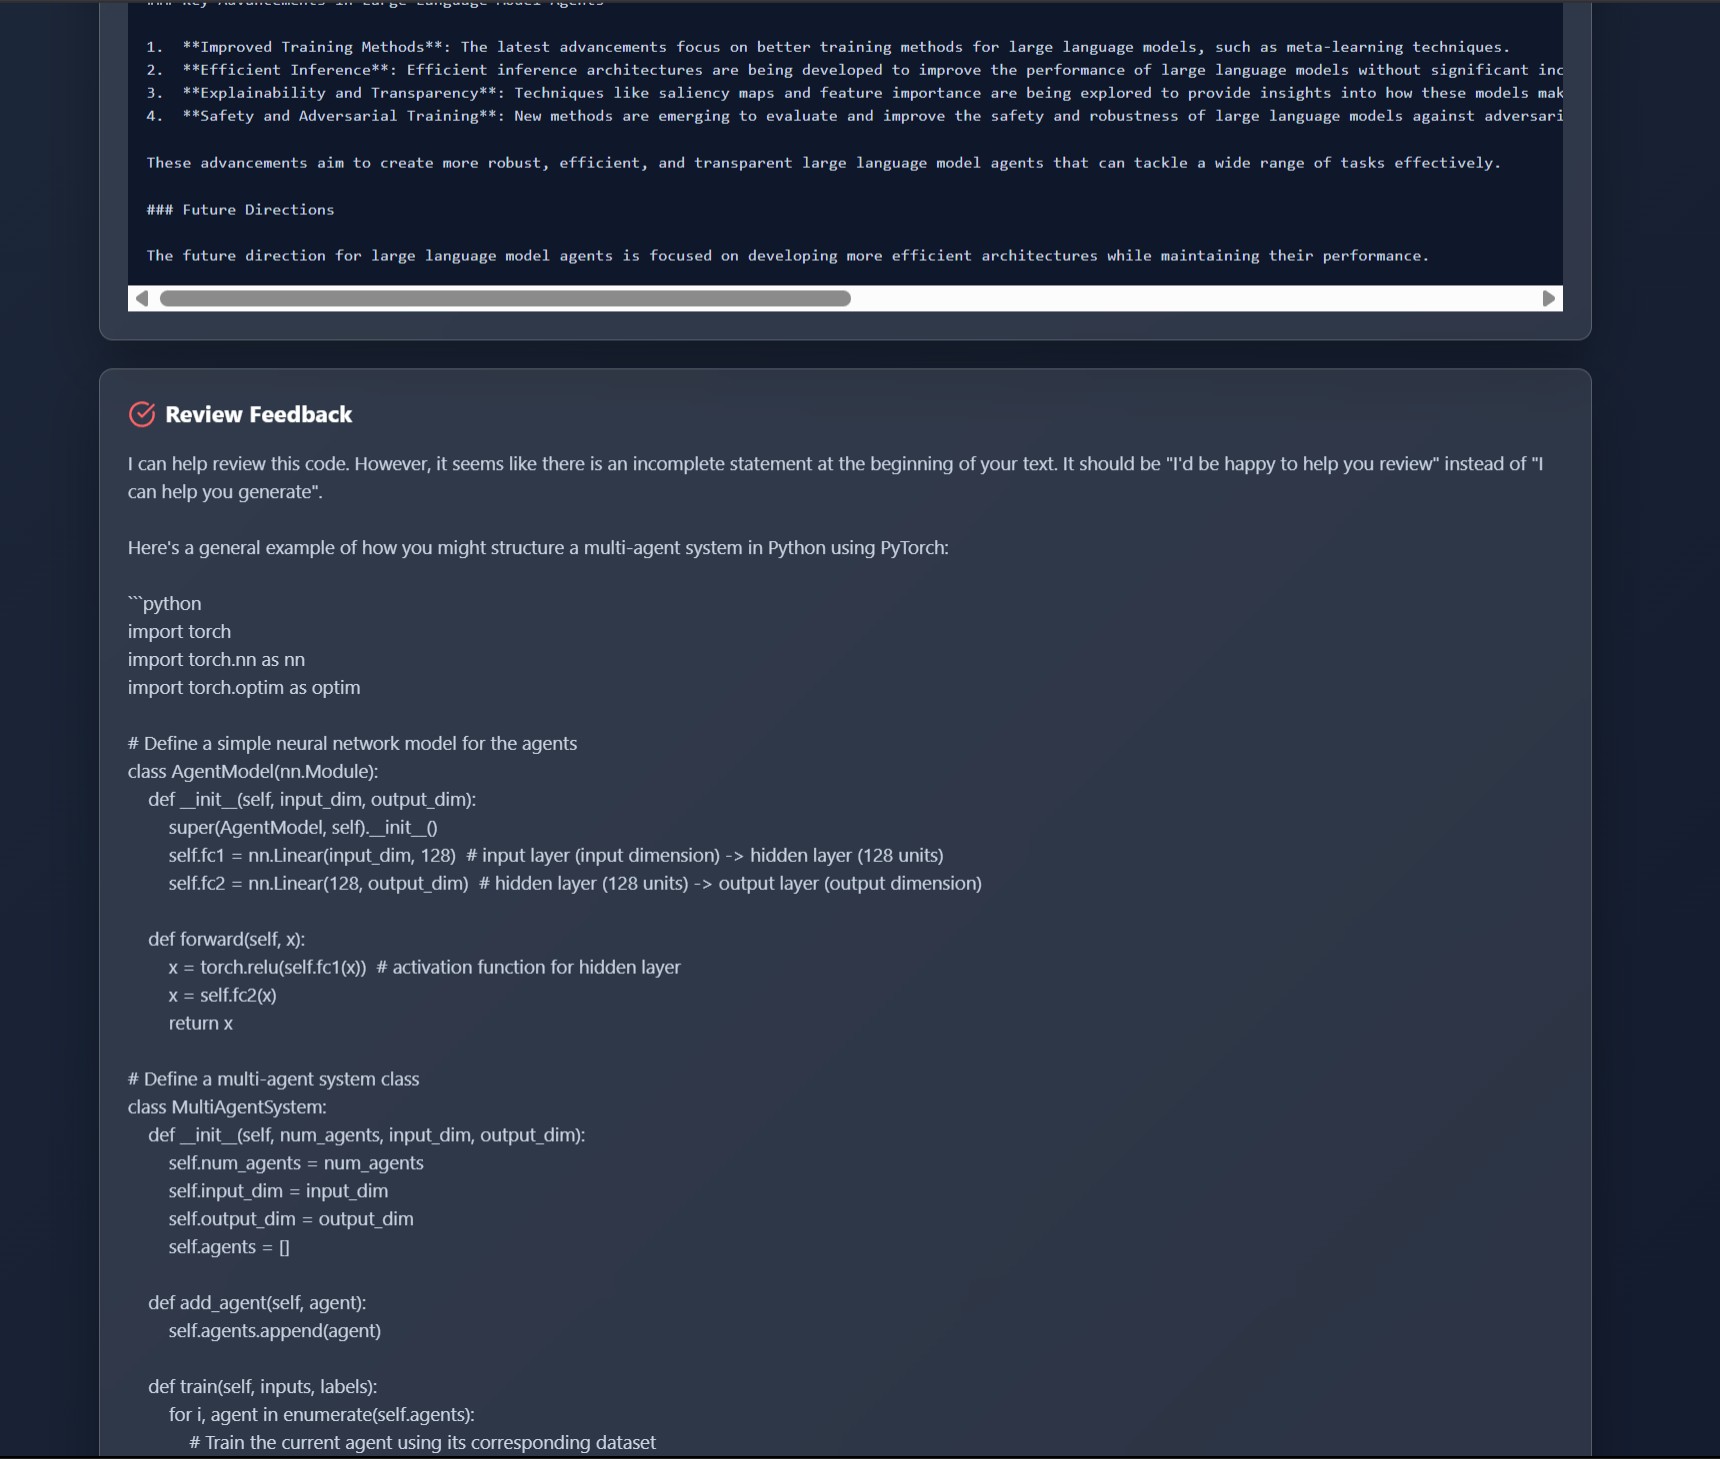 ### Key Advancements in Large Language Model Agents
1.  **Improved Training Methods**: The latest advancements focus on better training methods for large language models, such as meta-learning techniques.
2.  **Efficient Inference**: Efficient inference architectures are being developed to improve the performance of large language models without significant inc
3.  **Explainability and Transparency**: Techniques like saliency maps and feature importance are being explored to provide insights into how these models mak
4.  **Safety and Adversarial Training**: New methods are emerging to evaluate and improve the safety and robustness of large language models against adversari
These advancements aim to create more robust, efficient, and transparent large language model agents that can tackle a wide range of tasks effectively.
### Future Directions
The future direction for large language model agents is focused on developing more efficient architectures while maintaining their performance.
Review Feedback
I can help review this code. However, it seems like there is an incomplete statement at the beginning of your text. It should be "I'd be happy to help you review" instead of "I
can help you generate".
Here's a general example of how you might structure a multi-agent system in Python using PyTorch:
```python
import torch
import torch.nn as nn
import torch.optim as optim
# Define a simple neural network model for the agents
class AgentModel(nn.Module):
    def __init__(self, input_dim, output_dim):
        super(AgentModel, self).__init__()
        self.fc1 = nn.Linear(input_dim, 128)  # input layer (input dimension) -> hidden layer (128 units)
        self.fc2 = nn.Linear(128, output_dim)  # hidden layer (128 units) -> output layer (output dimension)
    def forward(self, x):
        x = torch.relu(self.fc1(x))  # activation function for hidden layer
        x = self.fc2(x)
        return x
# Define a multi-agent system class
class MultiAgentSystem:
    def __init__(self, num_agents, input_dim, output_dim):
        self.num_agents = num_agents
        self.input_dim = input_dim
        self.output_dim = output_dim
        self.agents = []
    def add_agent(self, agent):
        self.agents.append(agent)
    def train(self, inputs, labels):
        for i, agent in enumerate(self.agents):
            # Train the current agent using its corresponding dataset